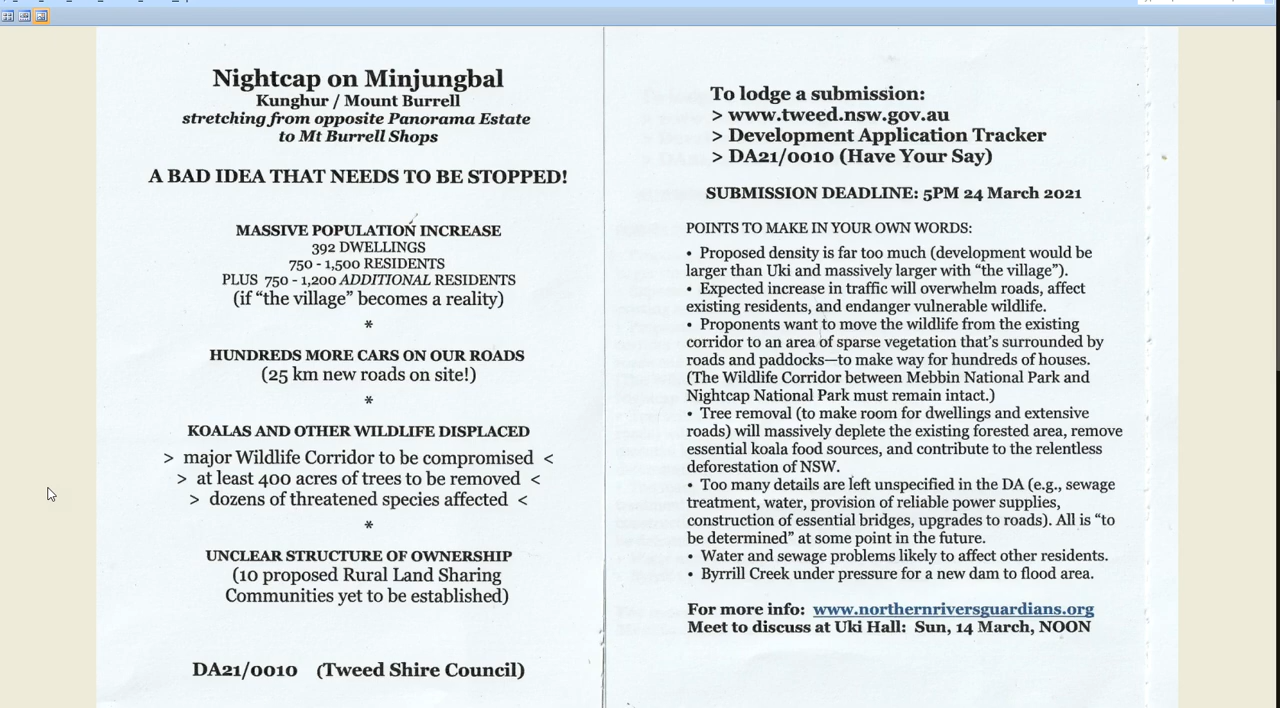 Nightcap on Minjungbal
Kunghur / Mount Burrell
stretching from opposite Panorama Estate
to Mt Burrell Shops
A BAD IDEA THAT NEEDS TO BE STOPPED!
MASSIVE POPULATION INCREASE
392 DWELLINGS
750 - 1,500 RESIDENTS
PLUS 750 - 1,200 ADDITIONAL RESIDENTS
(if “the village” becomes a reality)
*
HUNDREDS MORE CARS ON OUR ROADS
(25 km new roads on site!)
*
KOALAS AND OTHER WILDLIFE DISPLACED
> major Wildlife Corridor to be compromised <
> at least 400 acres of trees to be removed <
> dozens of threatened species affected <
*
UNCLEAR STRUCTURE OF OWNERSHIP
(10 proposed Rural Land Sharing
Communities yet to be established)
DA21/0010 (Tweed Shire Council)
To lodge a submission:
> www.tweed.nsw.gov.au
> Development Application Tracker
> DA21/0010 (Have Your Say)
SUBMISSION DEADLINE: 5PM 24 March 2021
POINTS TO MAKE IN YOUR OWN WORDS:
• Proposed density is far too much (development would be
larger than Uki and massively larger with “the village”).
• Expected increase in traffic will overwhelm roads, affect
existing residents, and endanger vulnerable wildlife.
• Proponents want to move the wildlife from the existing
corridor to an area of sparse vegetation that’s surrounded by
roads and paddocks—to make way for hundreds of houses.
(The Wildlife Corridor between Mebbin National Park and
Nightcap National Park must remain intact.)
• Tree removal (to make room for dwellings and extensive
roads) will massively deplete the existing forested area, remove
essential koala food sources, and contribute to the relentless
deforestation of NSW.
• Too many details are left unspecified in the DA (e.g., sewage
treatment, water, provision of reliable power supplies,
construction of essential bridges, upgrades to roads). All is “to
be determined” at some point in the future.
• Water and sewage problems likely to affect other residents.
• Byrrill Creek under pressure for a new dam to flood area.
For more info: www.northernriversguardians.org
Meet to discuss at Uki Hall: Sun, 14 March, NOON